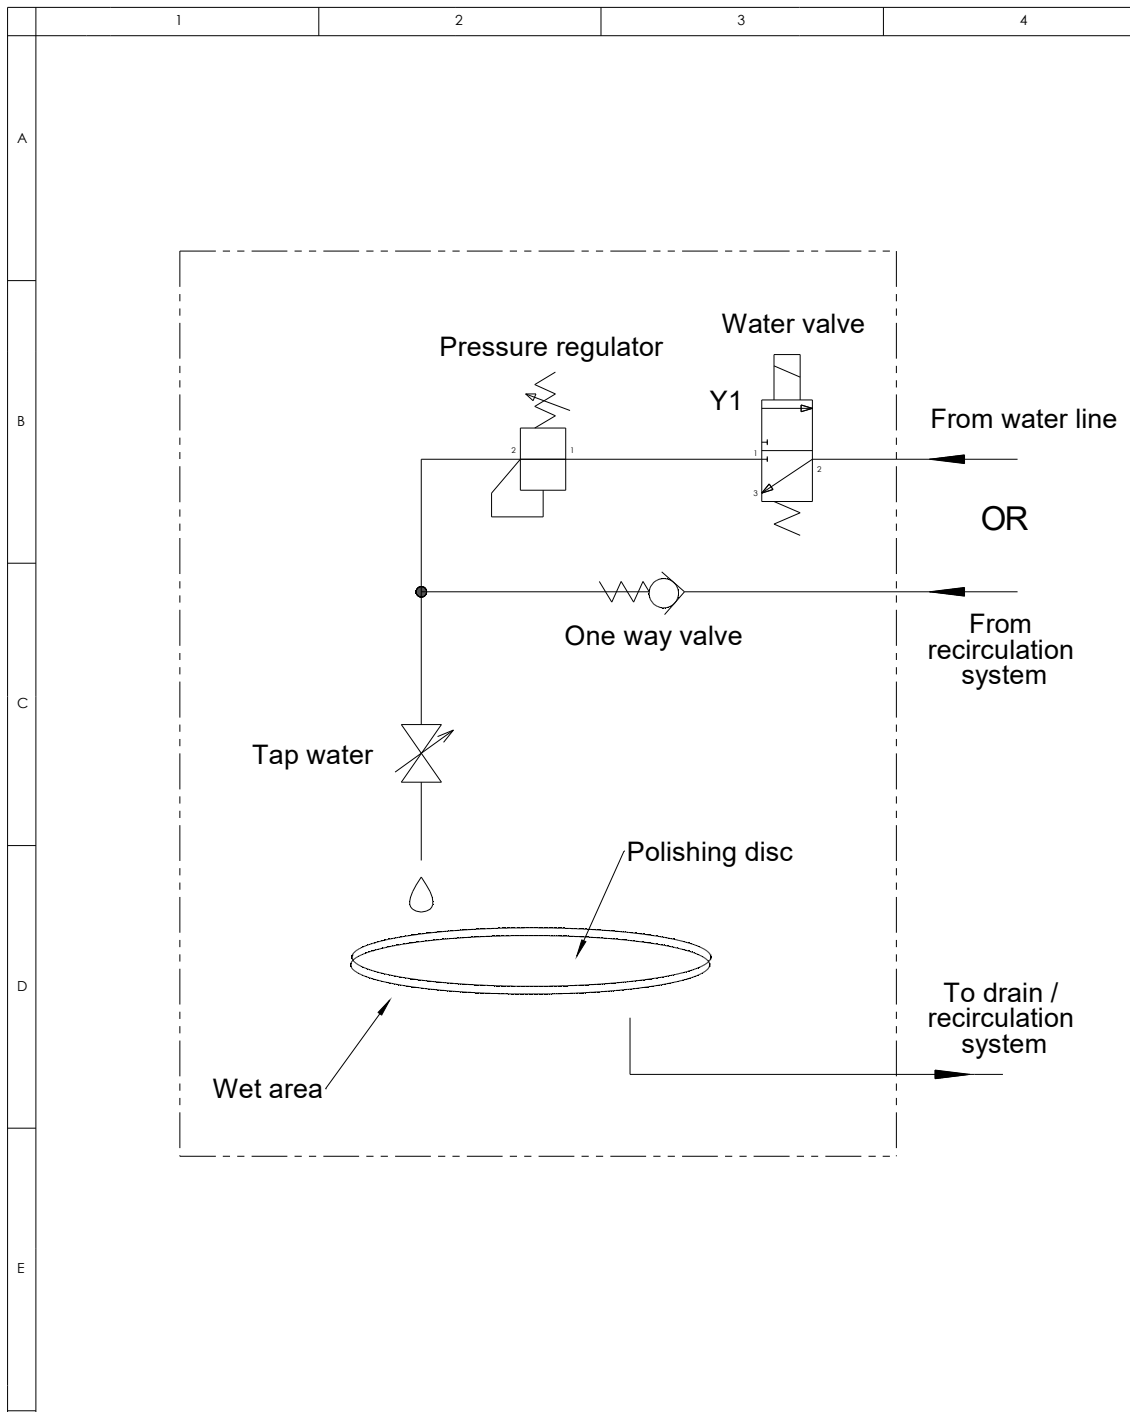 1 2 3 4
A
Water valve
Pressure regulator
Y1
B
From water line
2 1
1
2
3
OR
One way valve
From
recirculation
system
C
Tap water
Polishing disc
D
To drain /
recirculation
system
Wet area
E